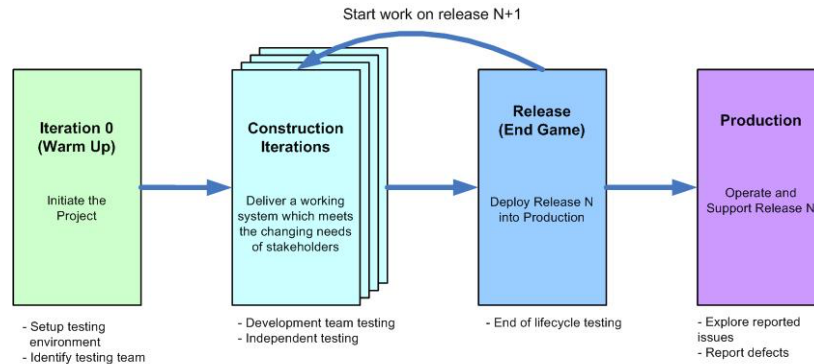 Start work on release N+1
Iteration 0
(Warm Up)
Initiate the
Project
Construction
Iterations
Deliver a working
system which meets
the changing needs
of stakeholders
Release
(End Game)
Deploy Release N
into Production
Production
Operate and
Support Release N
- Setup testing
environment
- Identify testing team
- Development team testing
- Independent testing
- End of lifecycle testing
- Explore reported
issues
- Report defects